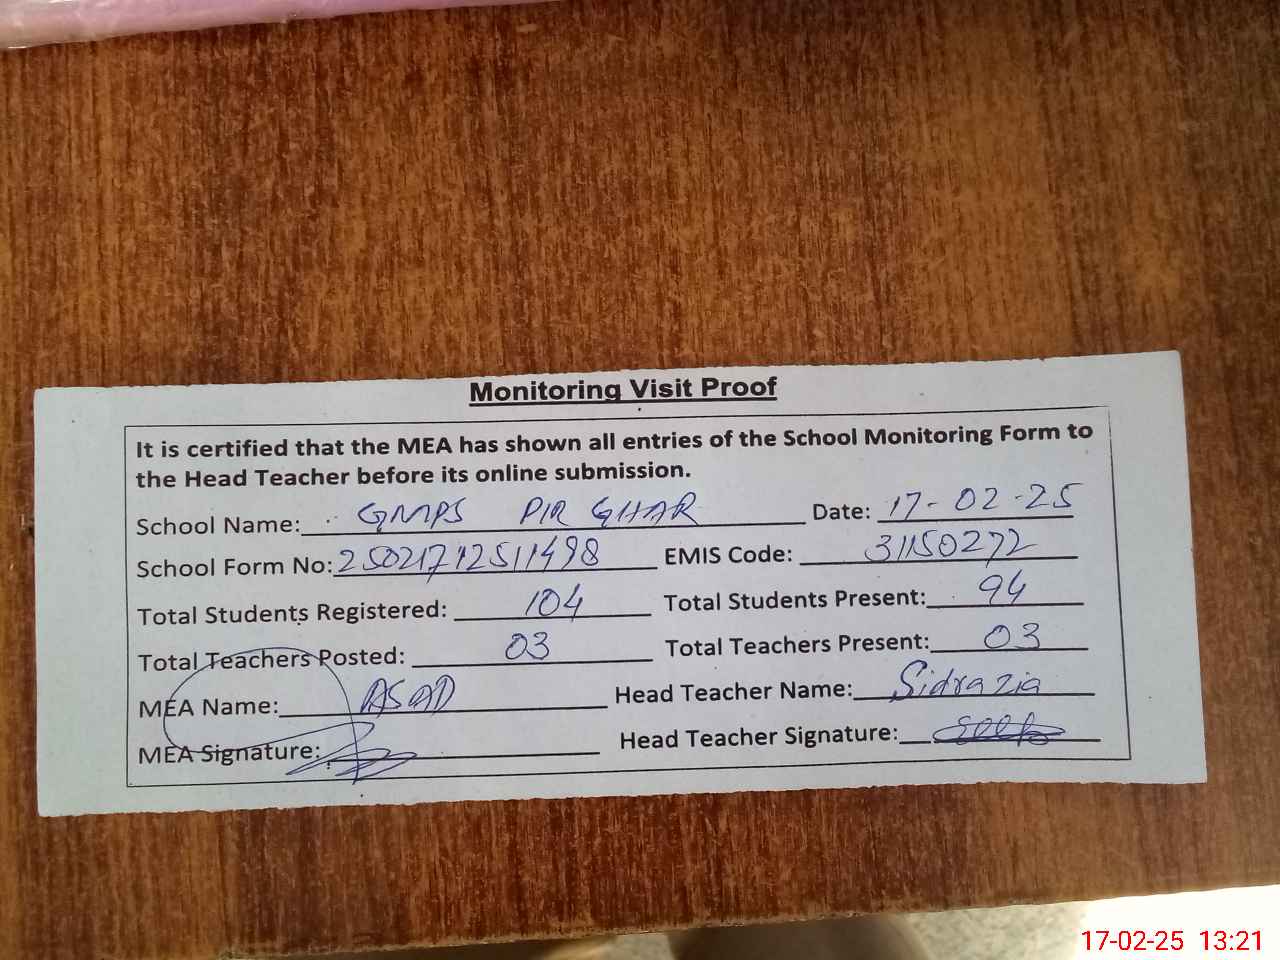 Monitoring Visit Proof
It is certified that the MEA has shown all entries of the School Monitoring Form to
the Head Teacher before its online submission.
School Name: GMPS PIR GHAR Date: 17-02-25
School Form No: 25021712511498 EMIS Code: 31150272
Total Students Registered: 104 Total Students Present: 94
Total Teachers Posted: 03 Total Teachers Present: 03
MEA Name: ASAD Head Teacher Name: Sidra zia
MEA Signature: Head Teacher Signature:
17-02-25 13:21